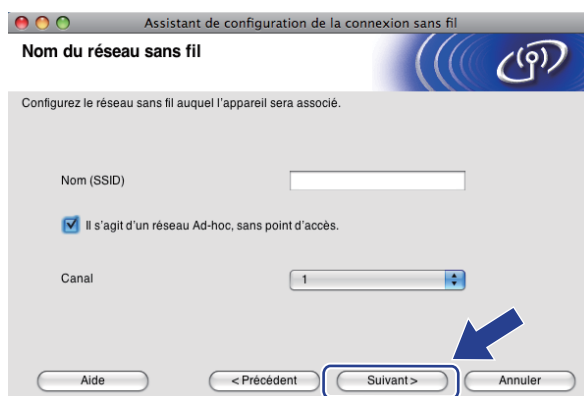 Assistant de configuration de la connexion sans fil
Nom du réseau sans fil
Configurez le réseau sans fil auquel l'appareil sera associé.
Nom (SSID)
Il s'agit d'un réseau Ad-hoc, sans point d'accès.
Canal
1
Aide
< Précédent
Suivant >
Annuler